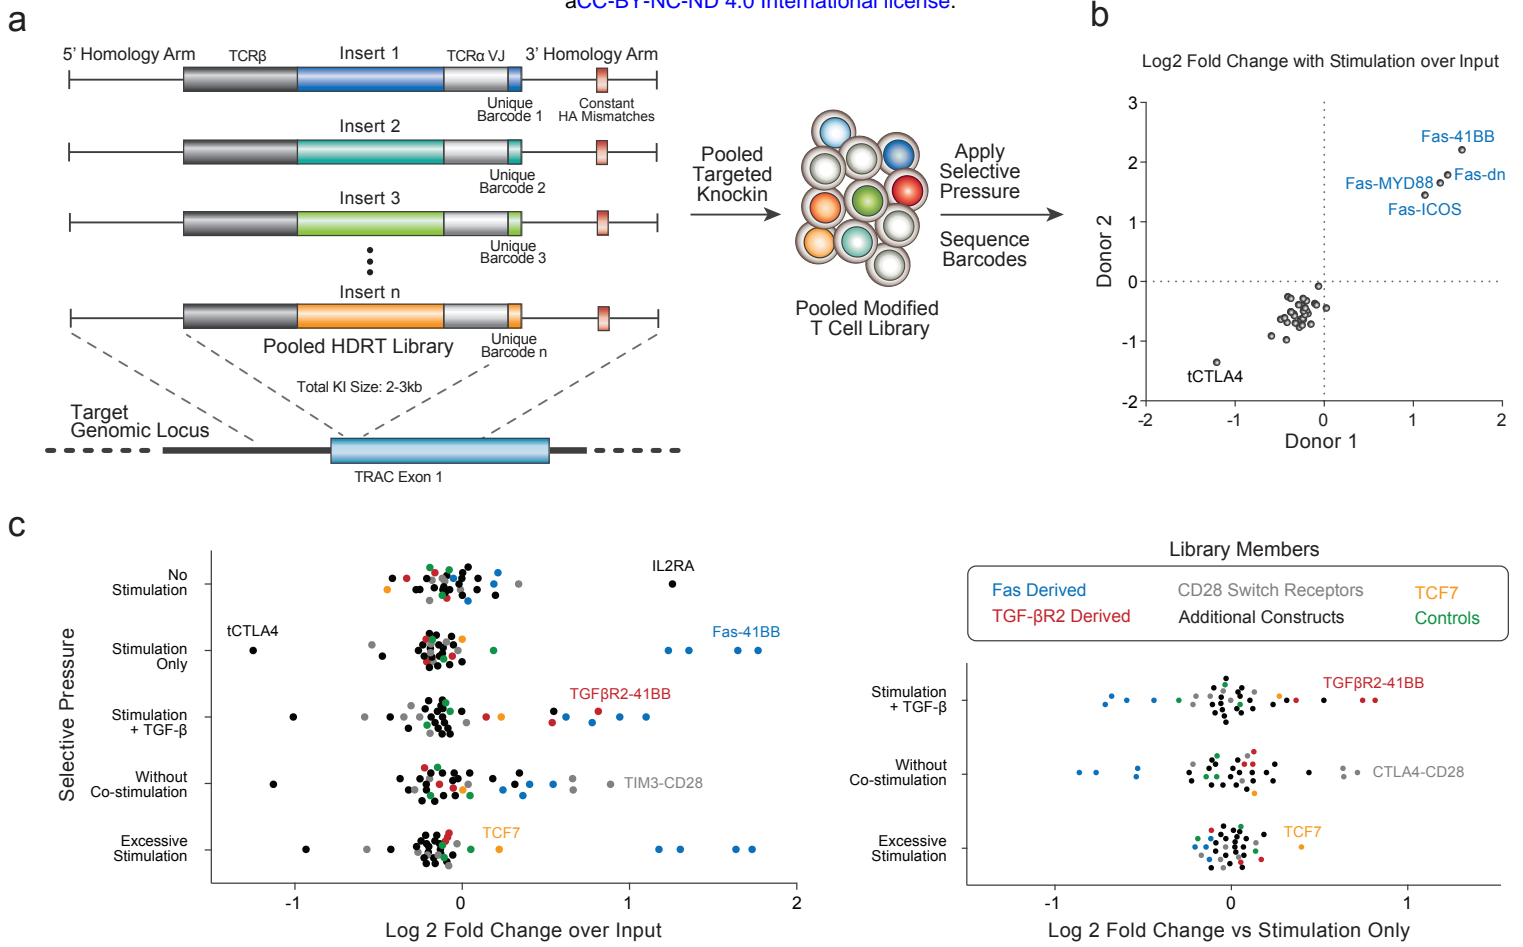 aCC-BY-NC-ND 4.0 International license.
a
5’ Homology Arm
TCRβ
Insert 1
TCRα VJ
3’ Homology Arm
Unique
Barcode 1
Constant
HA Mismatches
Insert 2
Unique
Barcode 2
Insert 3
Unique
Barcode 3
Insert n
Unique
Barcode n
Pooled HDRT Library
Total KI Size: 2-3kb
Target
Genomic Locus
TRAC Exon 1
Pooled
Targeted
Knockin
Pooled Modified
T Cell Library
Apply
Selective
Pressure
Sequence
Barcodes
b
Log2 Fold Change with Stimulation over Input
Donor 2
3
2
1
0
-1
-2
Fas-41BB
Fas-dn
Fas-MYD88
Fas-ICOS
tCTLA4
-2
-1
0
1
2
Donor 1
c
Selective Pressure
No
Stimulation
IL2RA
Stimulation
Only
tCTLA4
Fas-41BB
Stimulation
+ TGF-β
TGFβR2-41BB
Without
Co-stimulation
TIM3-CD28
Excessive
Stimulation
TCF7
-1
0
1
2
Log 2 Fold Change over Input
Library Members
Fas Derived
CD28 Switch Receptors
TCF7
TGF-βR2 Derived
Additional Constructs
Controls
Stimulation
+ TGF-β
TGFβR2-41BB
Without
Co-stimulation
CTLA4-CD28
Excessive
Stimulation
TCF7
-1
0
1
Log 2 Fold Change vs Stimulation Only